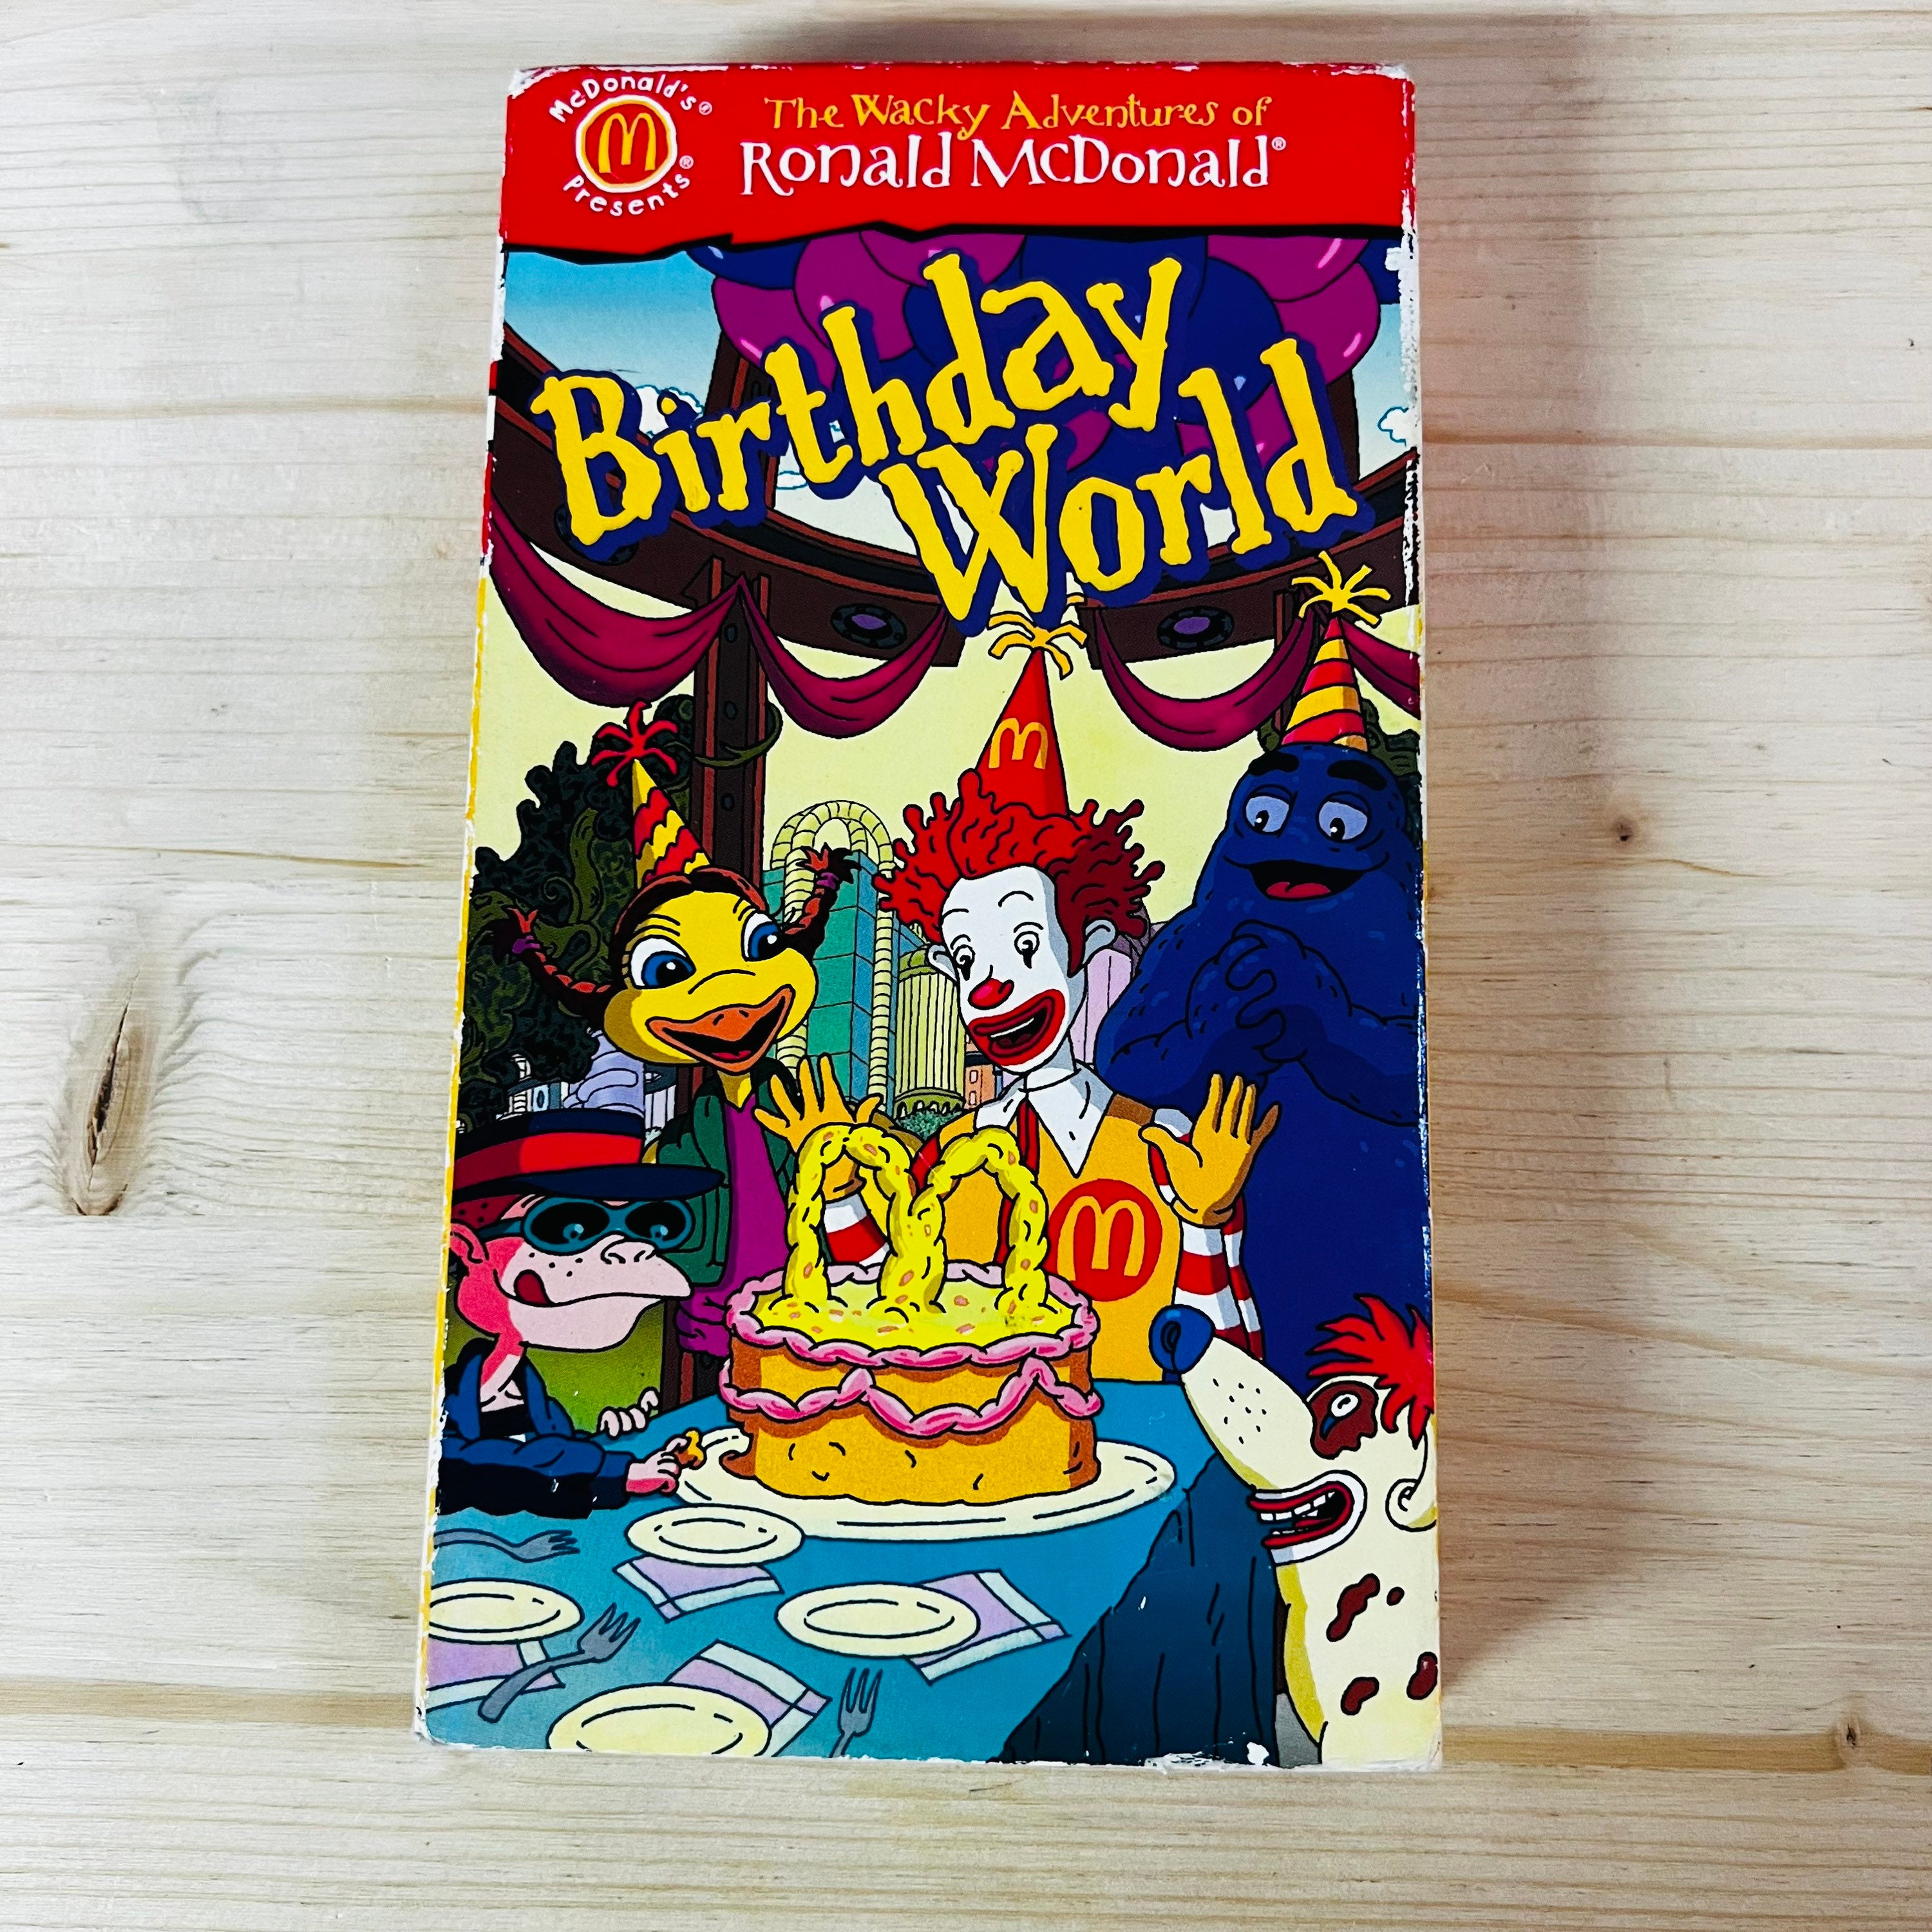 McDonald's®
Presents®
The Wacky Adventures of
Ronald McDonald®
Birthday
World